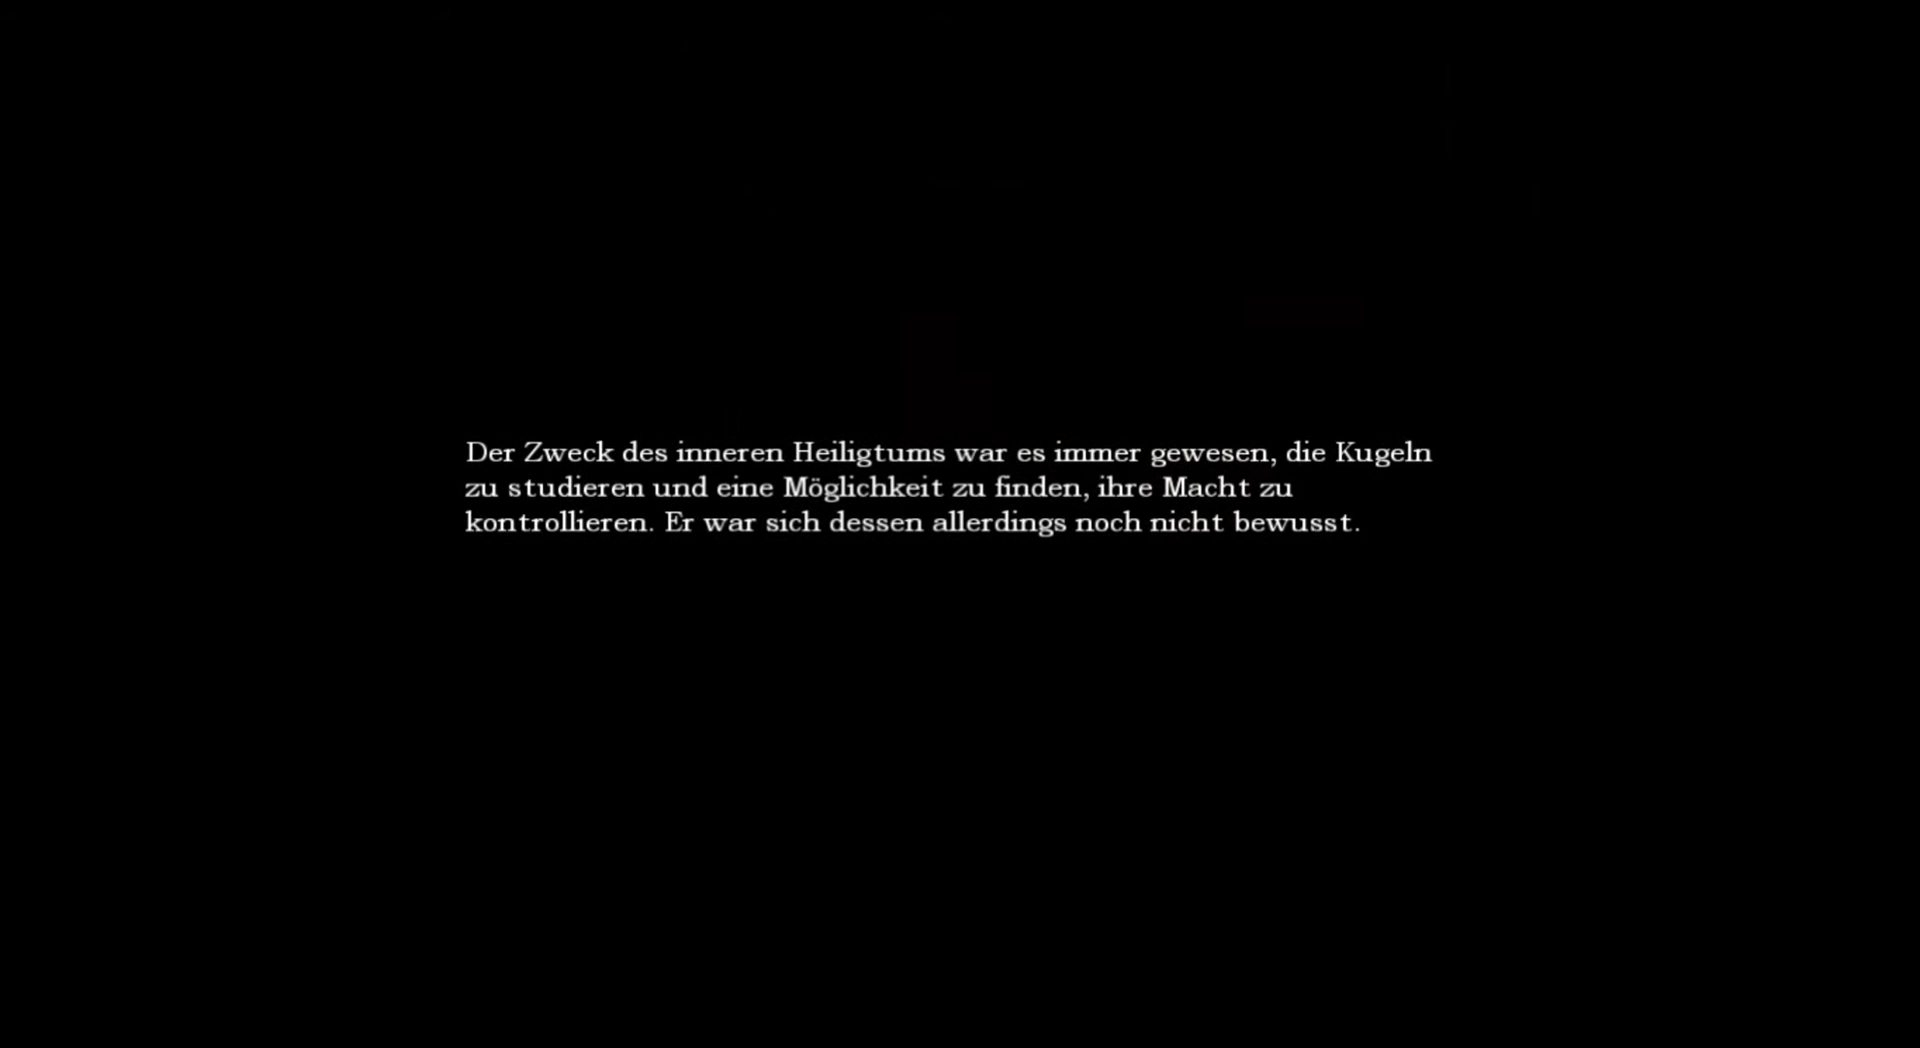 Der Zweck des inneren Heiligtums war es immer gewesen, die Kugeln
zu studieren und eine Möglichkeit zu finden, ihre Macht zu
kontrollieren. Er war sich dessen allerdings noch nicht bewusst.